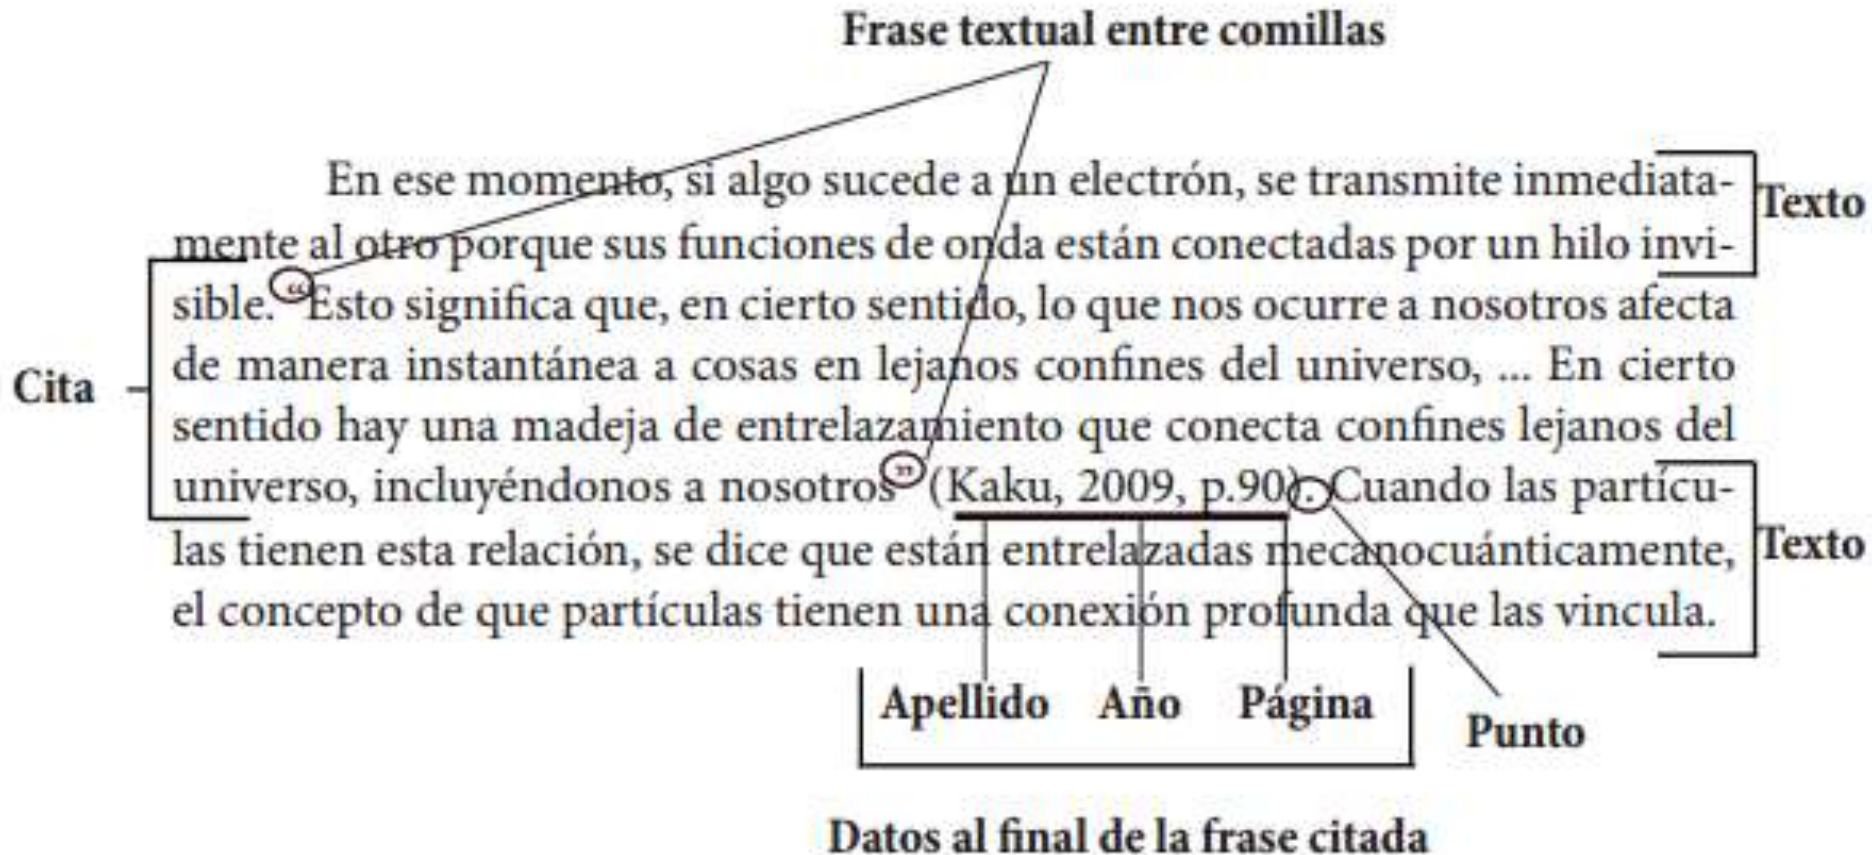 Frase textual entre comillas
En ese momento, si algo sucede a un electrón, se transmite inmediata-
Texto
mente al otro porque sus funciones de onda están conectadas por un hilo invi-
sible. “Esto significa que, en cierto sentido, lo que nos ocurre a nosotros afecta
de manera instantánea a cosas en lejanos confines del universo, ... En cierto
Cita
sentido hay una madeja de entrelazamiento que conecta confines lejanos del
universo, incluyéndonos a nosotros” (Kaku, 2009, p.90). Cuando las partícu-
las tienen esta relación, se dice que están entrelazadas mecanocuánticamente,
Texto
el concepto de que partículas tienen una conexión profunda que las vincula.
Apellido Año Página
Punto
Datos al final de la frase citada